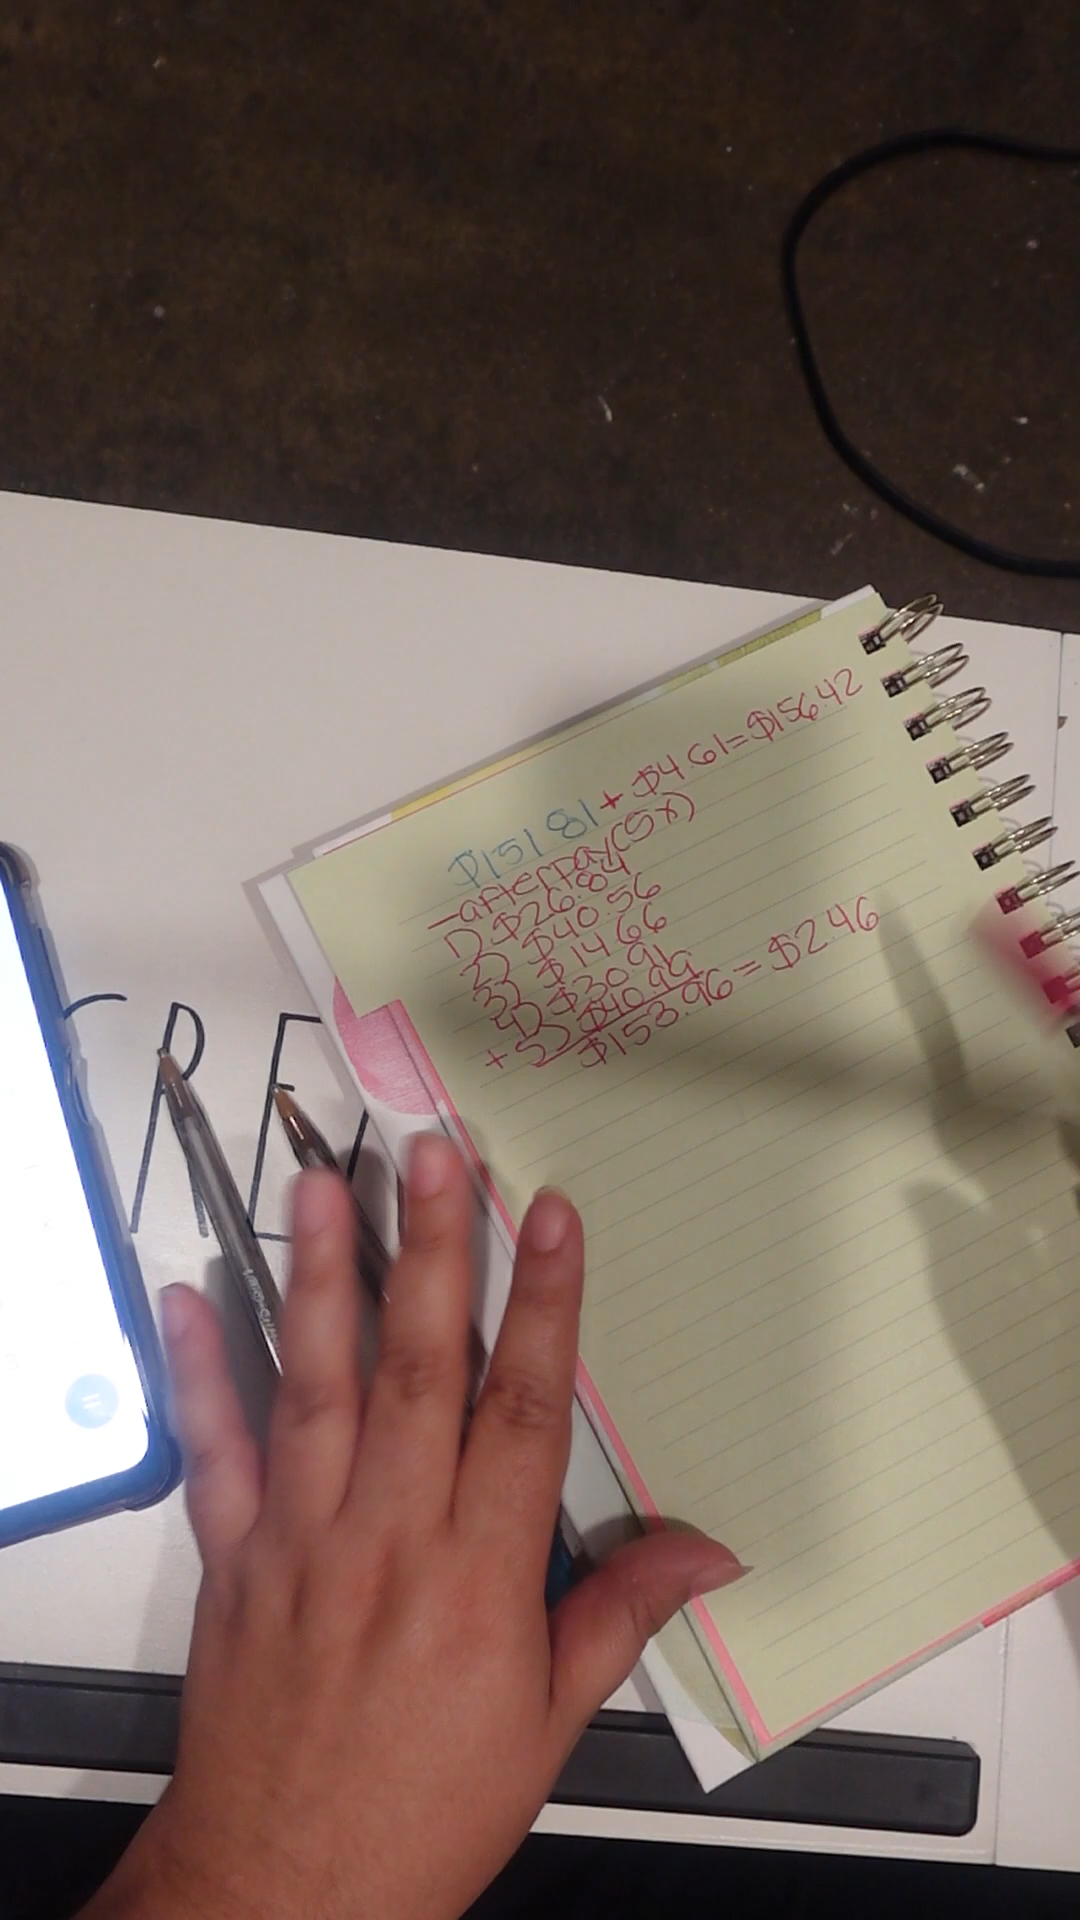 $151 81 + $4.61 = $156.42
-afterpay(5x)
1) $26.84
2) $40.56
3) $14 66
4) $30.91
+ 5) $40.99
$153.96 = $2.46
RE